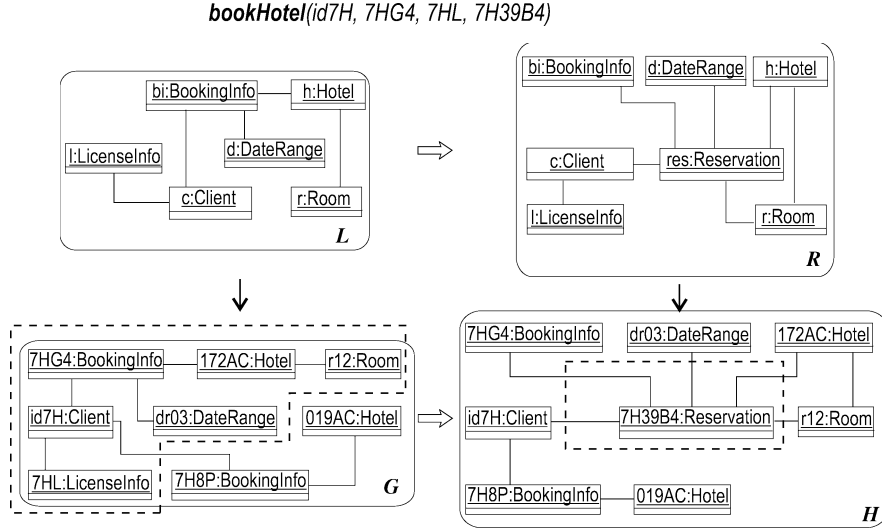 bookHotel(id7H, 7HG4, 7HL, 7H39B4)
bi:BookingInfo
h:Hotel
l:LicenseInfo
d:DateRange
c:Client
r:Room
L
bi:BookingInfo
d:DateRange
h:Hotel
c:Client
res:Reservation
l:LicenseInfo
r:Room
R
7HG4:BookingInfo
172AC:Hotel
r12:Room
id7H:Client
dr03:DateRange
019AC:Hotel
7HL:LicenseInfo
7H8P:BookingInfo
G
7HG4:BookingInfo
dr03:DateRange
172AC:Hotel
id7H:Client
7H39B4:Reservation
r12:Room
7H8P:BookingInfo
019AC:Hotel
H